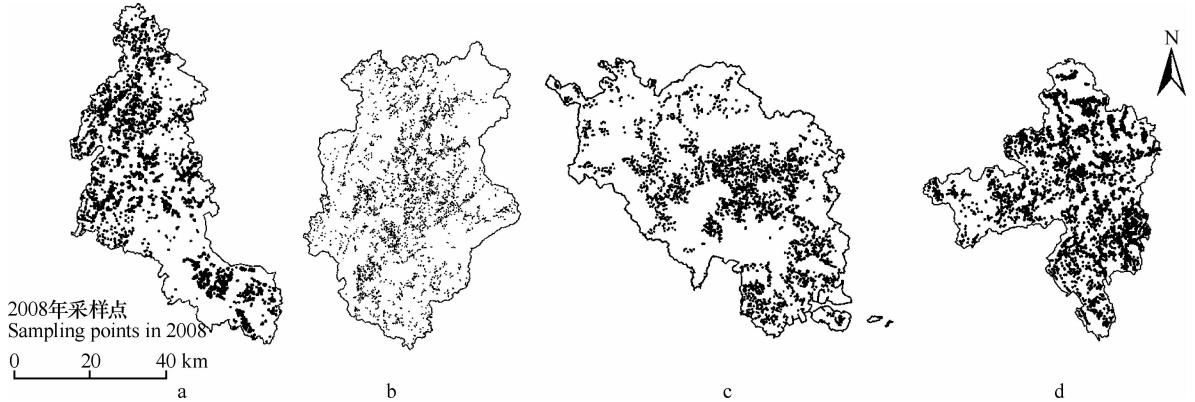 N
2008年采样点
Sampling points in 2008
0 20 40 km
a b c d